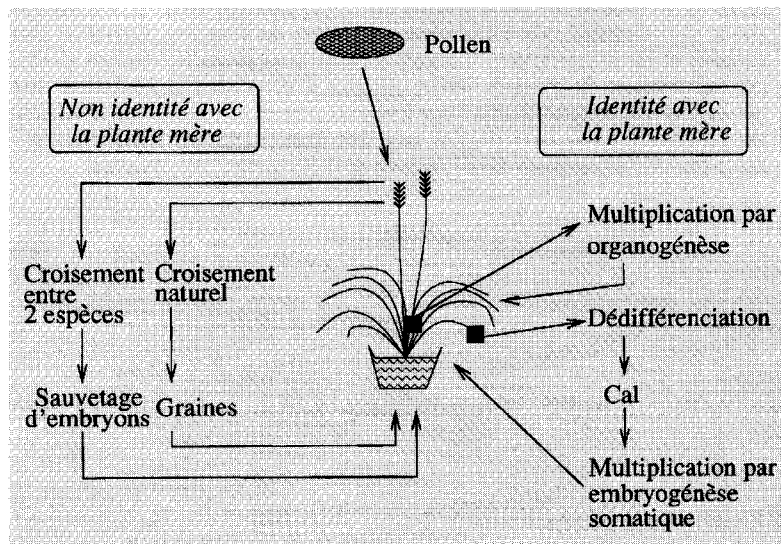 Pollen
Non identité avec
la plante mère
Identité avec
la plante mère
Croisement
entre
2 espèces
Croisement
naturel
Sauvetage
d'embryons
Graines
Multiplication par
organogénèse
Dédifférenciation
Cal
Multiplication par
embryogénèse
somatique